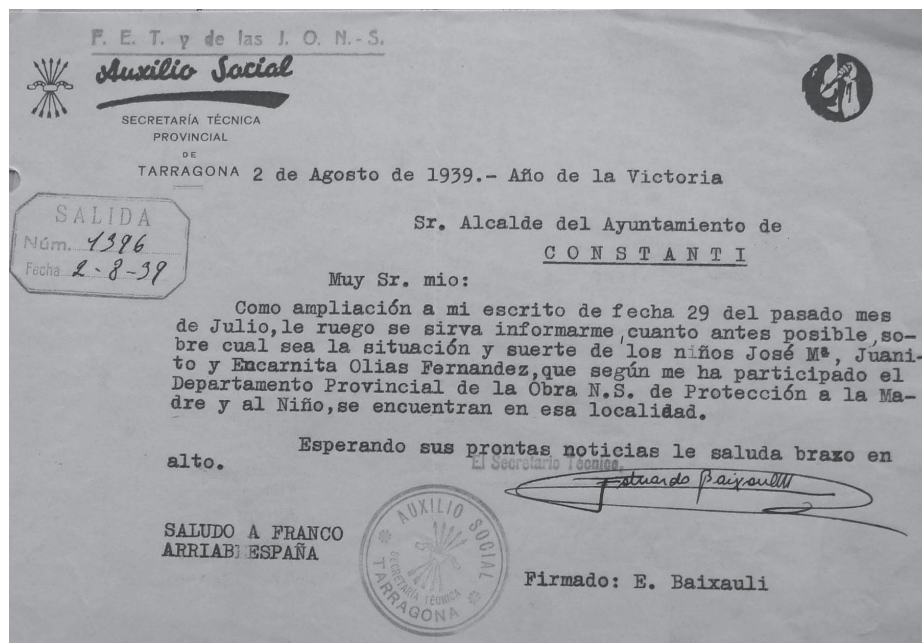 F. E. T. y de las J. O. N.-S.
Auxilio Social
SECRETARÍA TÉCNICA
PROVINCIAL
DE
TARRAGONA 2 de Agosto de 1939.- Año de la Victoria
SALIDA
Núm. 1396
Fecha 2-8-39
Sr. Alcalde del Ayuntamiento de
CONSTANTI
Muy Sr. mio:
Como ampliación a mi escrito de fecha 29 del pasado mes
de Julio,le ruego se sirva informarme,cuanto antes posible,so-
bre cual sea la situación y suerte de los niños José Mª, Juani-
to y Encarnita Olias Fernandez,que según me ha participado el
Departamento Provincial de la Obra N.S. de Protección a la Ma-
dre y al Niño,se encuentran en esa localidad.
Esperando sus prontas noticias le saluda brazo en
alto.
El Secretario Técnico,
Eduardo Baixauli
SALUDO A FRANCO
ARRIAB ESPAÑA
AUXILIO SOCIAL
SECRETARÍA TÉCNICA
TARRAGONA
Firmado: E. Baixauli